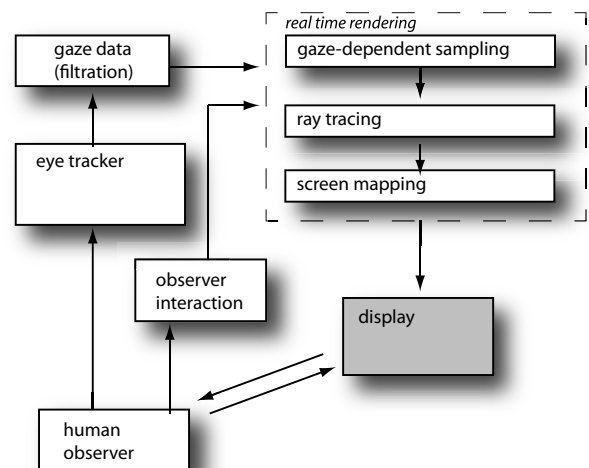 real time rendering
gaze data
(filtration)
gaze-dependent sampling
ray tracing
eye tracker
screen mapping
observer
interaction
display
human
observer